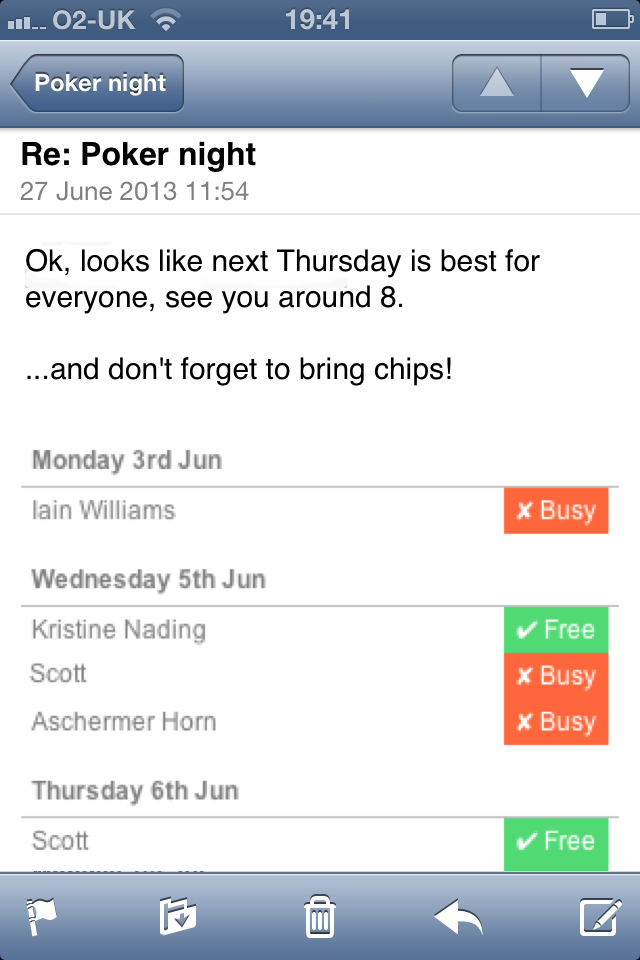 O2-UK 19:41
Poker night
Re: Poker night
27 June 2013 11:54
Ok, looks like next Thursday is best for
everyone, see you around 8.
...and don't forget to bring chips!
Monday 3rd Jun
Iain Williams ✘ Busy
Wednesday 5th Jun
Kristine Nading ✔ Free
Scott ✘ Busy
Aschermer Horn ✘ Busy
Thursday 6th Jun
Scott ✔ Free